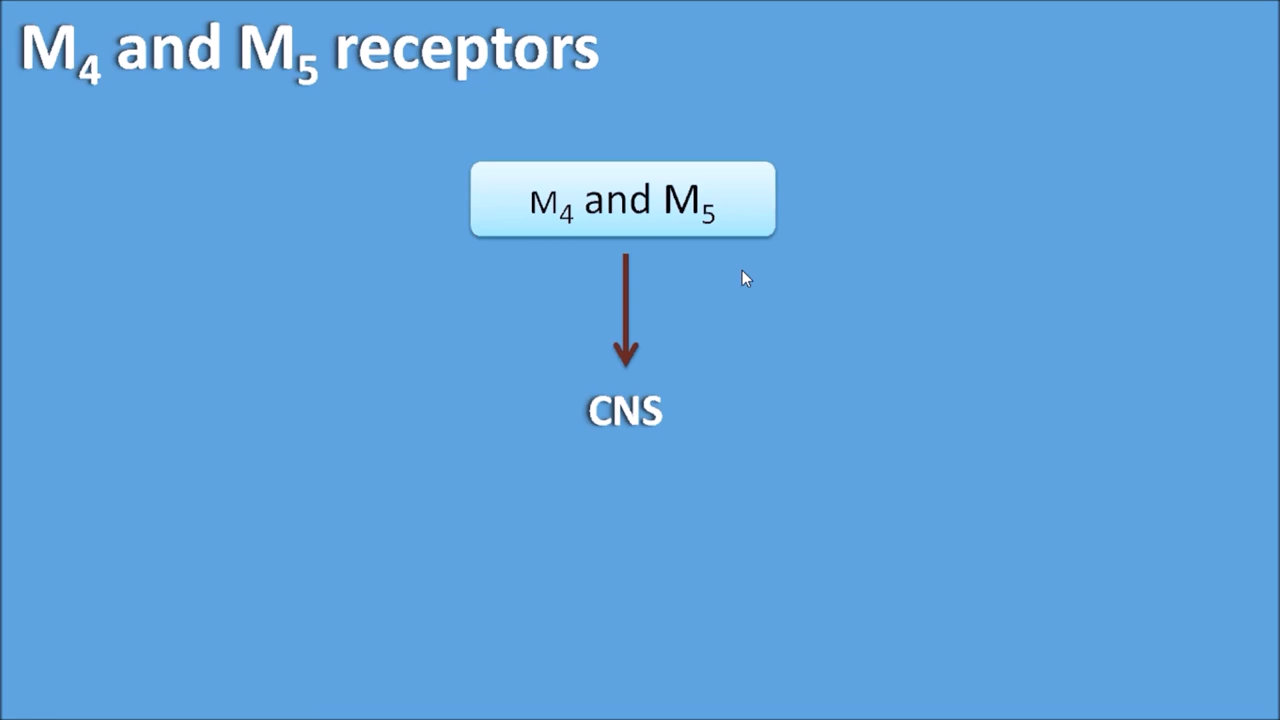 M₄ and M₅ receptors
M₄ and M₅
CNS